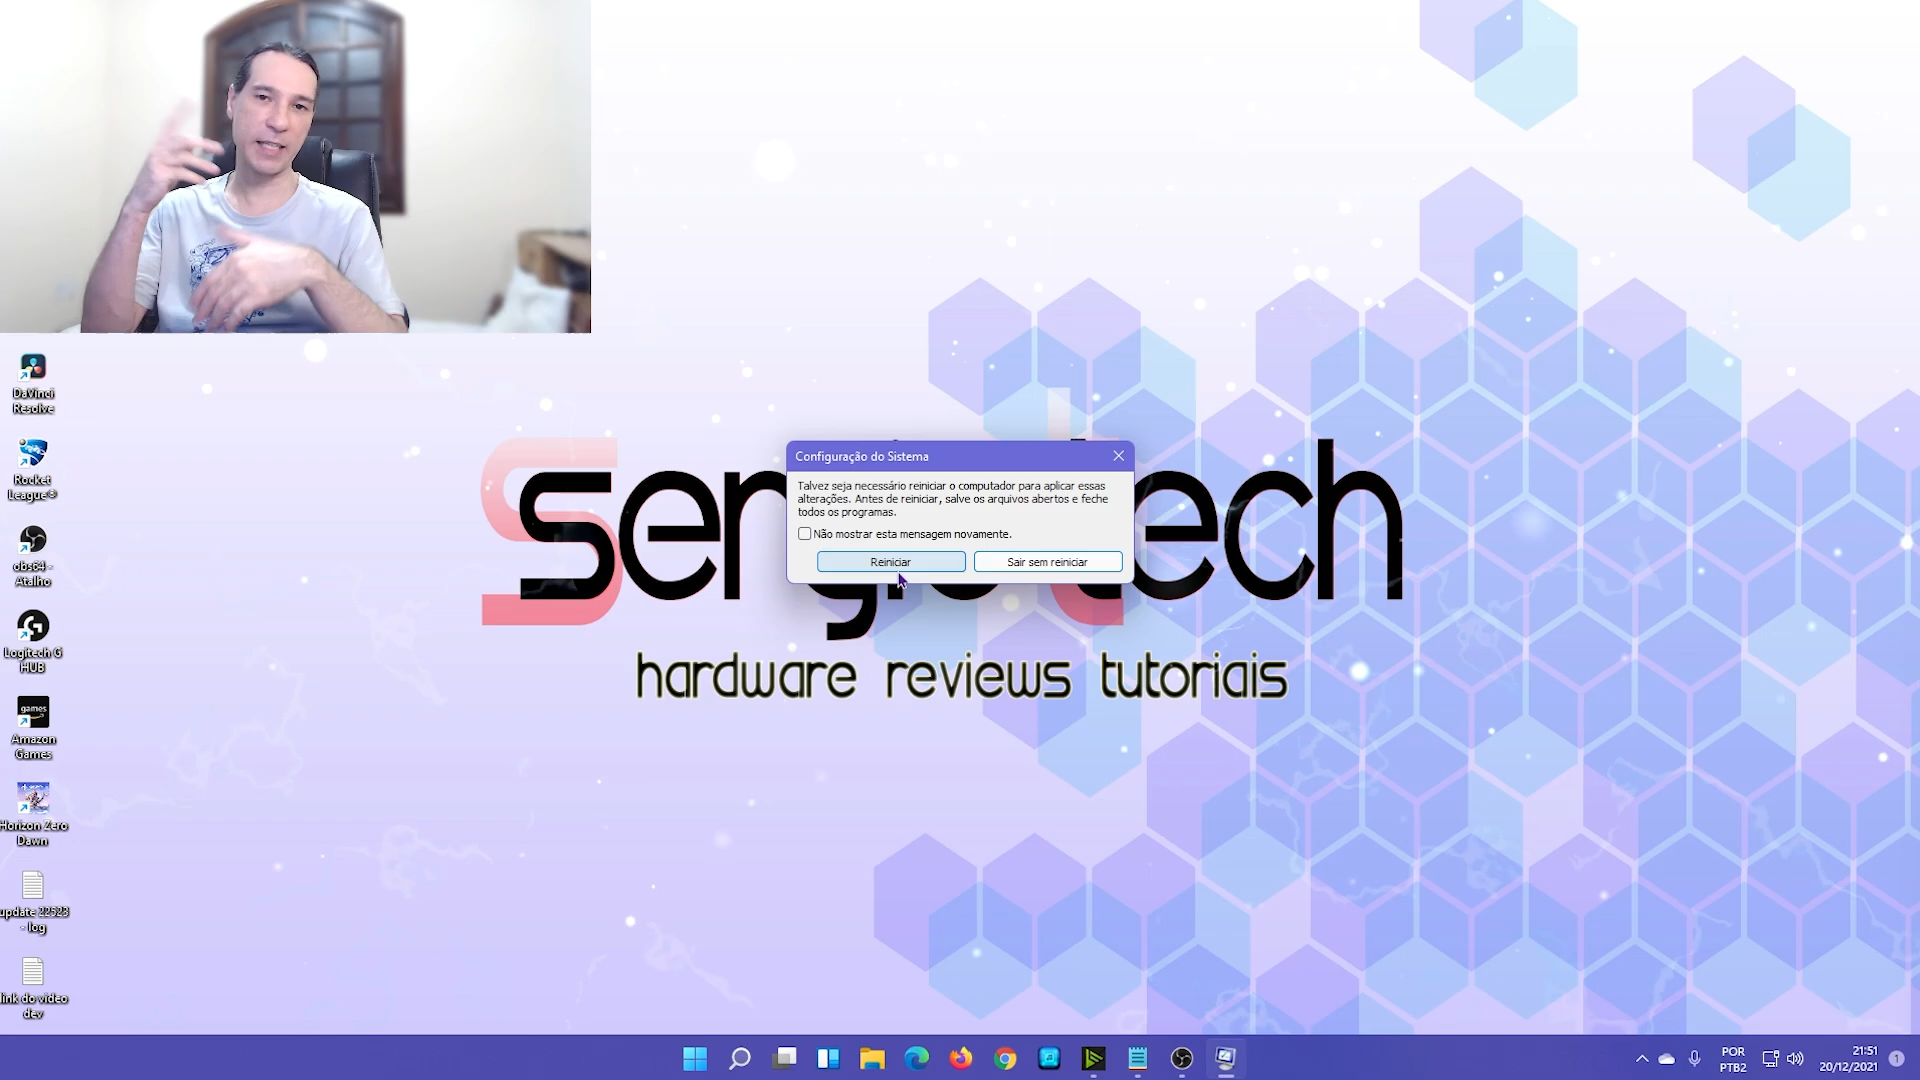 DaVinci
Resolve
Rocket
League®
obs64 -
Atalho
Logitech G
HUB
games
Amazon
Games
Horizon Zero
Dawn
update 22523
- log
link do video
dev
Configuração do Sistema
Talvez seja necessário reiniciar o computador para aplicar essas
alterações. Antes de reiniciar, salve os arquivos abertos e feche
todos os programas.
Não mostrar esta mensagem novamente.
Reiniciar
Sair sem reiniciar
hardware reviews tutoriais
POR
PTB2
21:51
20/12/2021
1